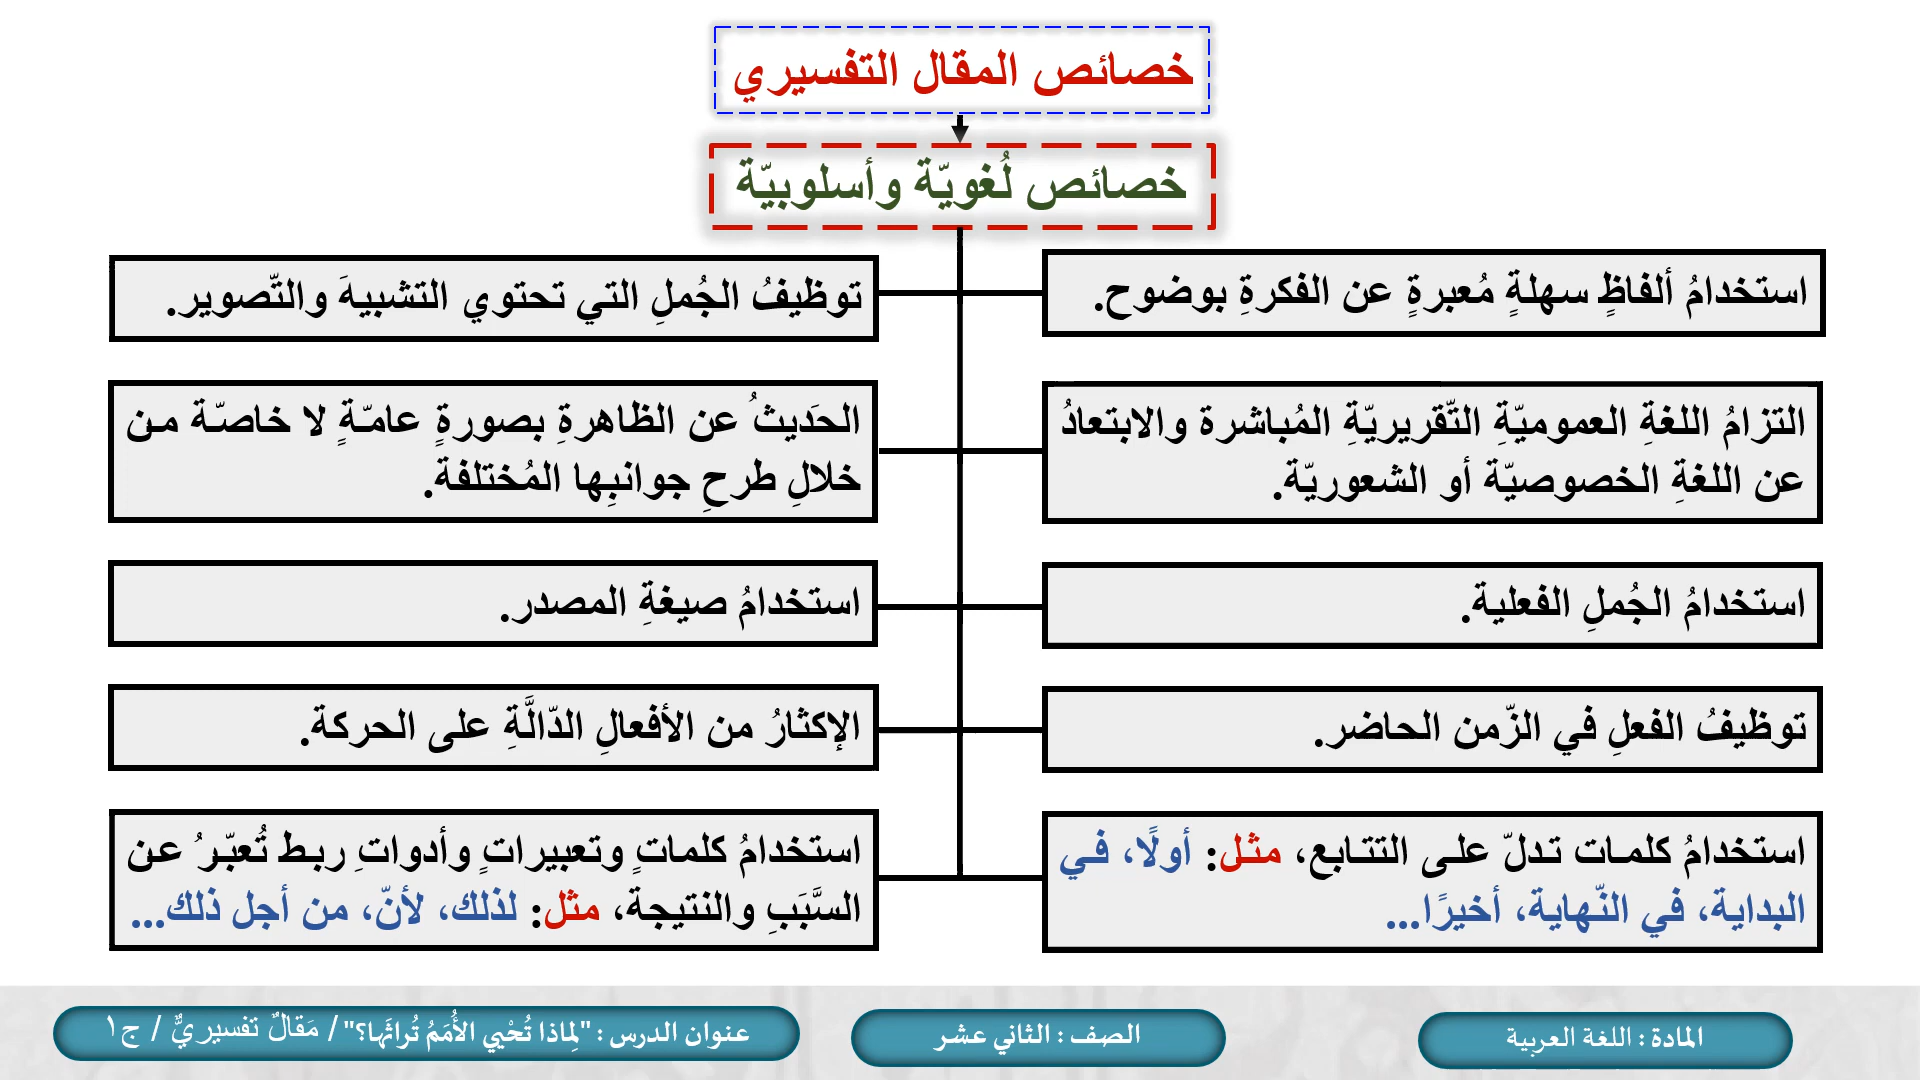 خصائص المقال التفسيري
خصائص لُغويّة وأسلوبيّة
استخدامُ ألفاظٍ سهلةٍ مُعبرةٍ عن الفكرةِ بوضوح.
توظيفُ الجُملِ التي تحتوي التشبيهَ والتّصوير.
التزامُ اللغةِ العموميّةِ التّقريريّةِ المُباشرة والابتعادُ
عن اللغةِ الخصوصيّة أو الشعوريّة.
الحَديثُ عن الظاهرةِ بصورةٍ عامّةٍ لا خاصّة من
خلالِ طرحِ جوانبِها المُختلفة.
استخدامُ الجُملِ الفعلية.
استخدامُ صيغةِ المصدر.
توظيفُ الفعلِ في الزّمن الحاضر.
الإكثارُ من الأفعالِ الدّالَّةِ على الحركة.
استخدامُ كلمات تدلّ على التتابع، مثل: أولًا، في
البداية، في النّهاية، أخيرًا...
استخدامُ كلماتٍ وتعبيراتٍ وأدواتِ ربط تُعبّرُ عن
السَّبَبِ والنتيجة، مثل: لذلك، لأنّ، من أجل ذلك...
المادة : اللغة العربية
الصف : الثاني عشر
عنوان الدرس : "لِماذا تُحْيي الأُمَمُ تُراثَها؟" / مَقالٌ تفسيريٌّ / ج١